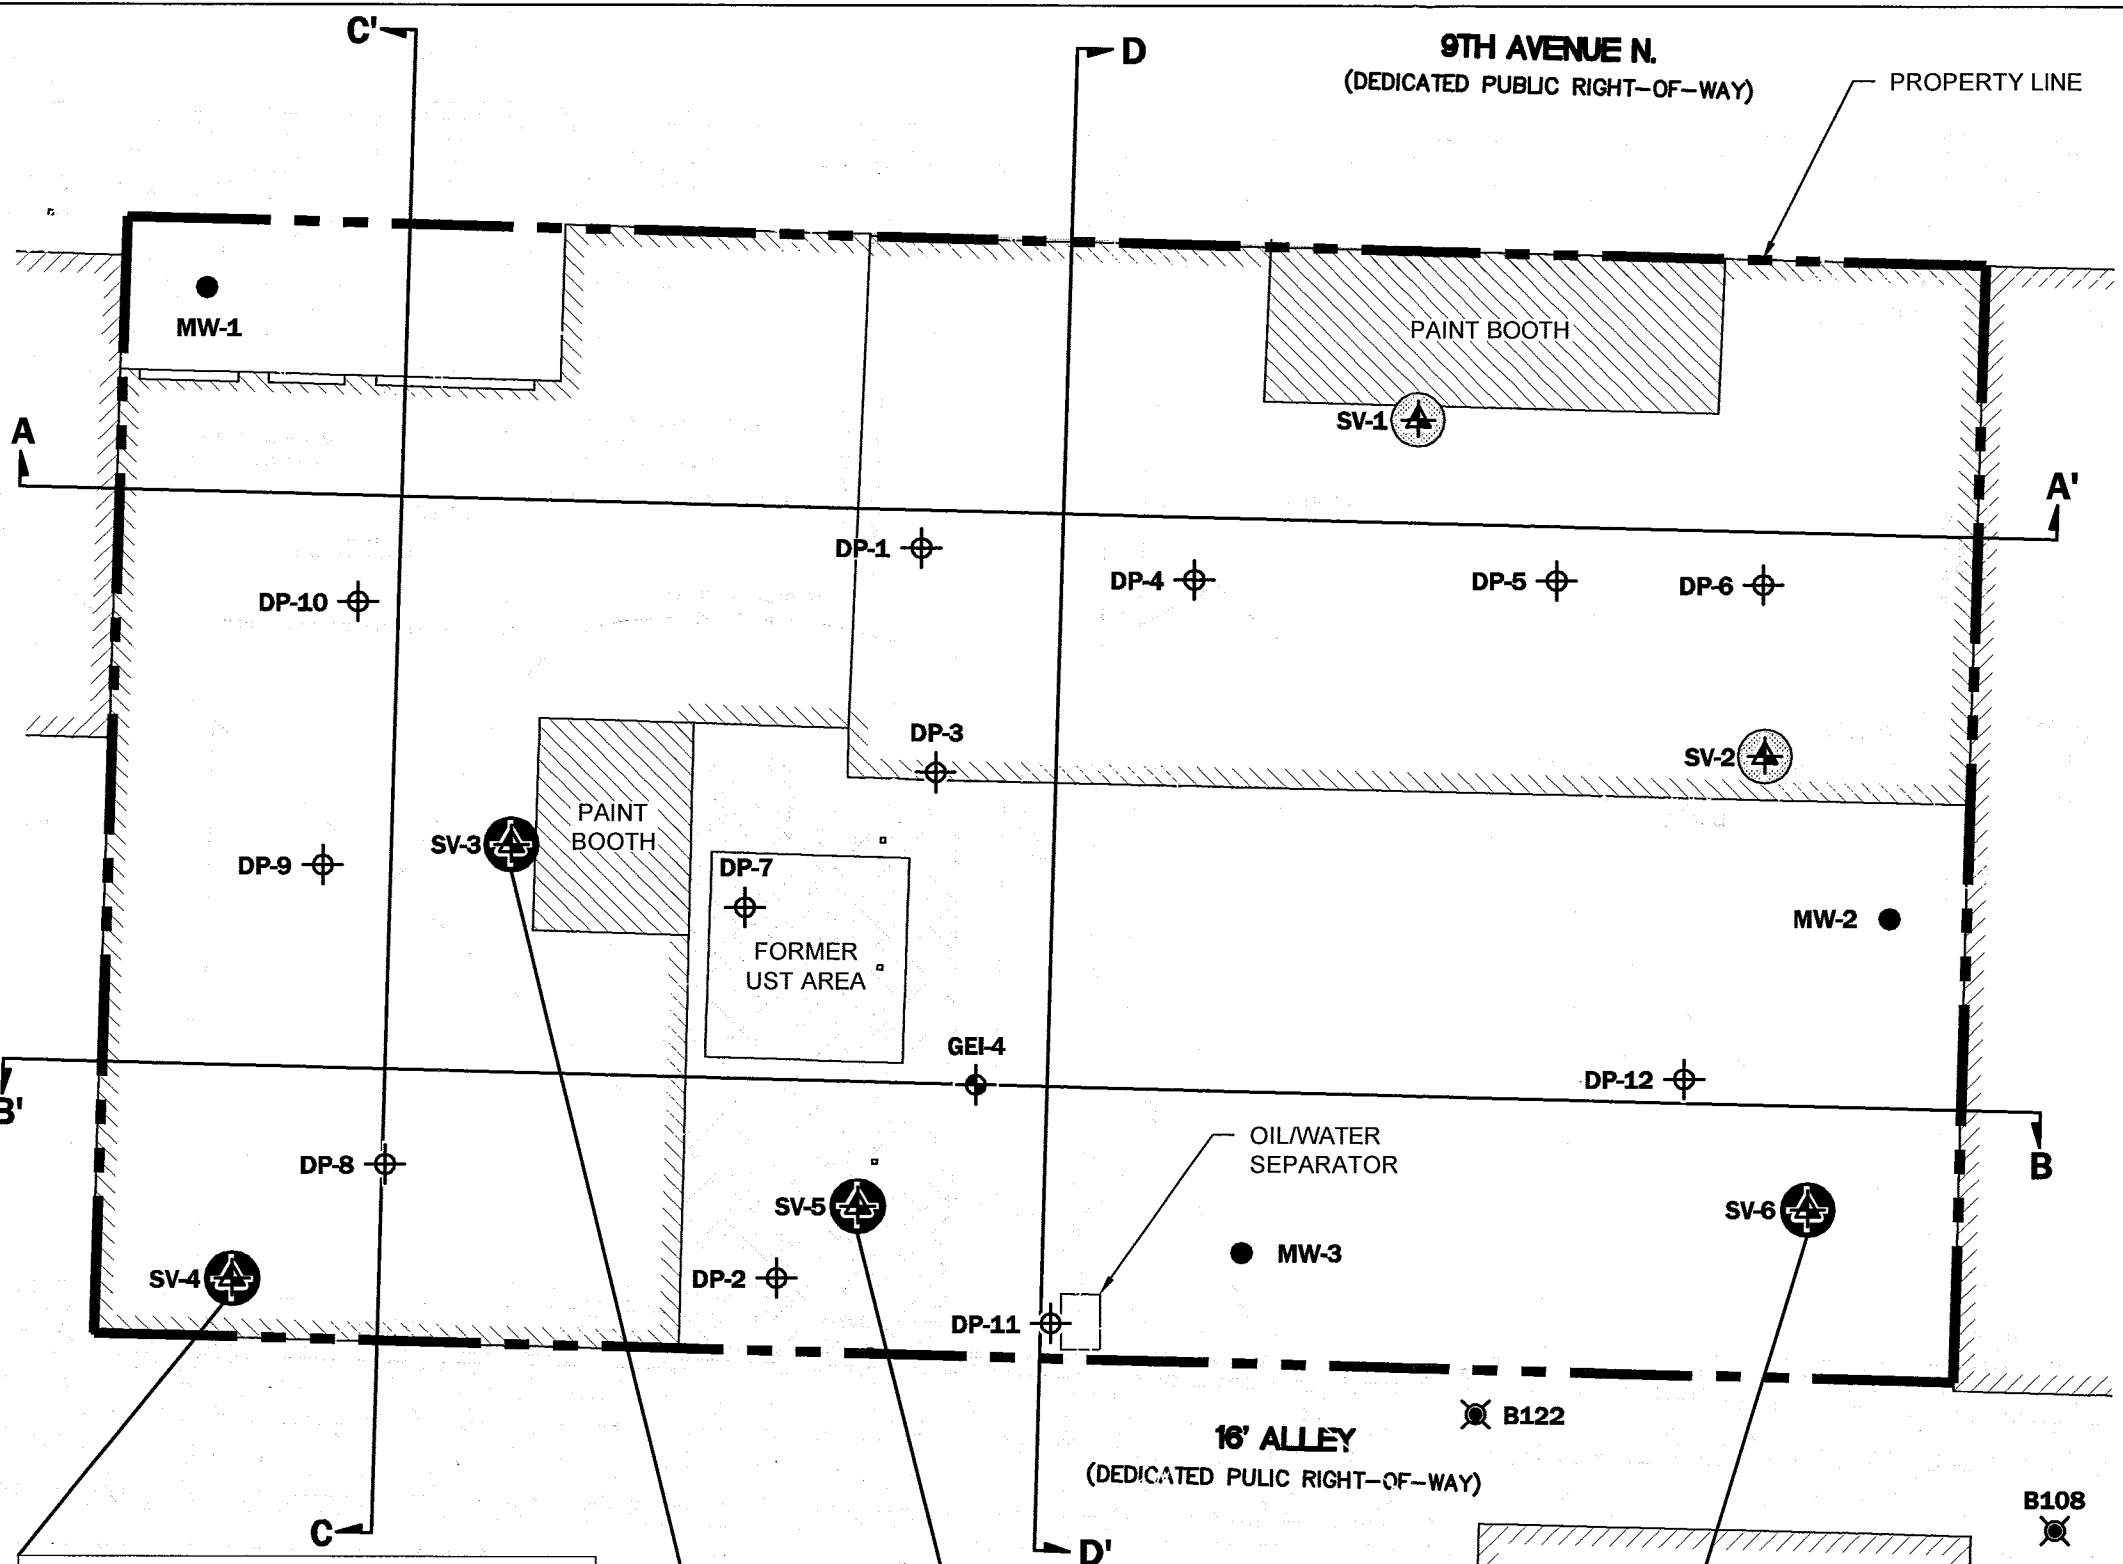 C'
D
9TH AVENUE N.
(DEDICATED PUBLIC RIGHT-OF-WAY)
PROPERTY LINE
MW-1
PAINT BOOTH
SV-1
A
A'
DP-1
DP-4
DP-5
DP-6
DP-10
DP-3
SV-2
PAINT
BOOTH
SV-3
DP-9
DP-7
MW-2
FORMER
UST AREA
GEI-4
DP-12
B'
OIL/WATER
SEPARATOR
B
DP-8
SV-5
SV-6
MW-3
SV-4
DP-2
DP-11
B122
16' ALLEY
(DEDICATED PULIC RIGHT-OF-WAY)
B108
C
D'